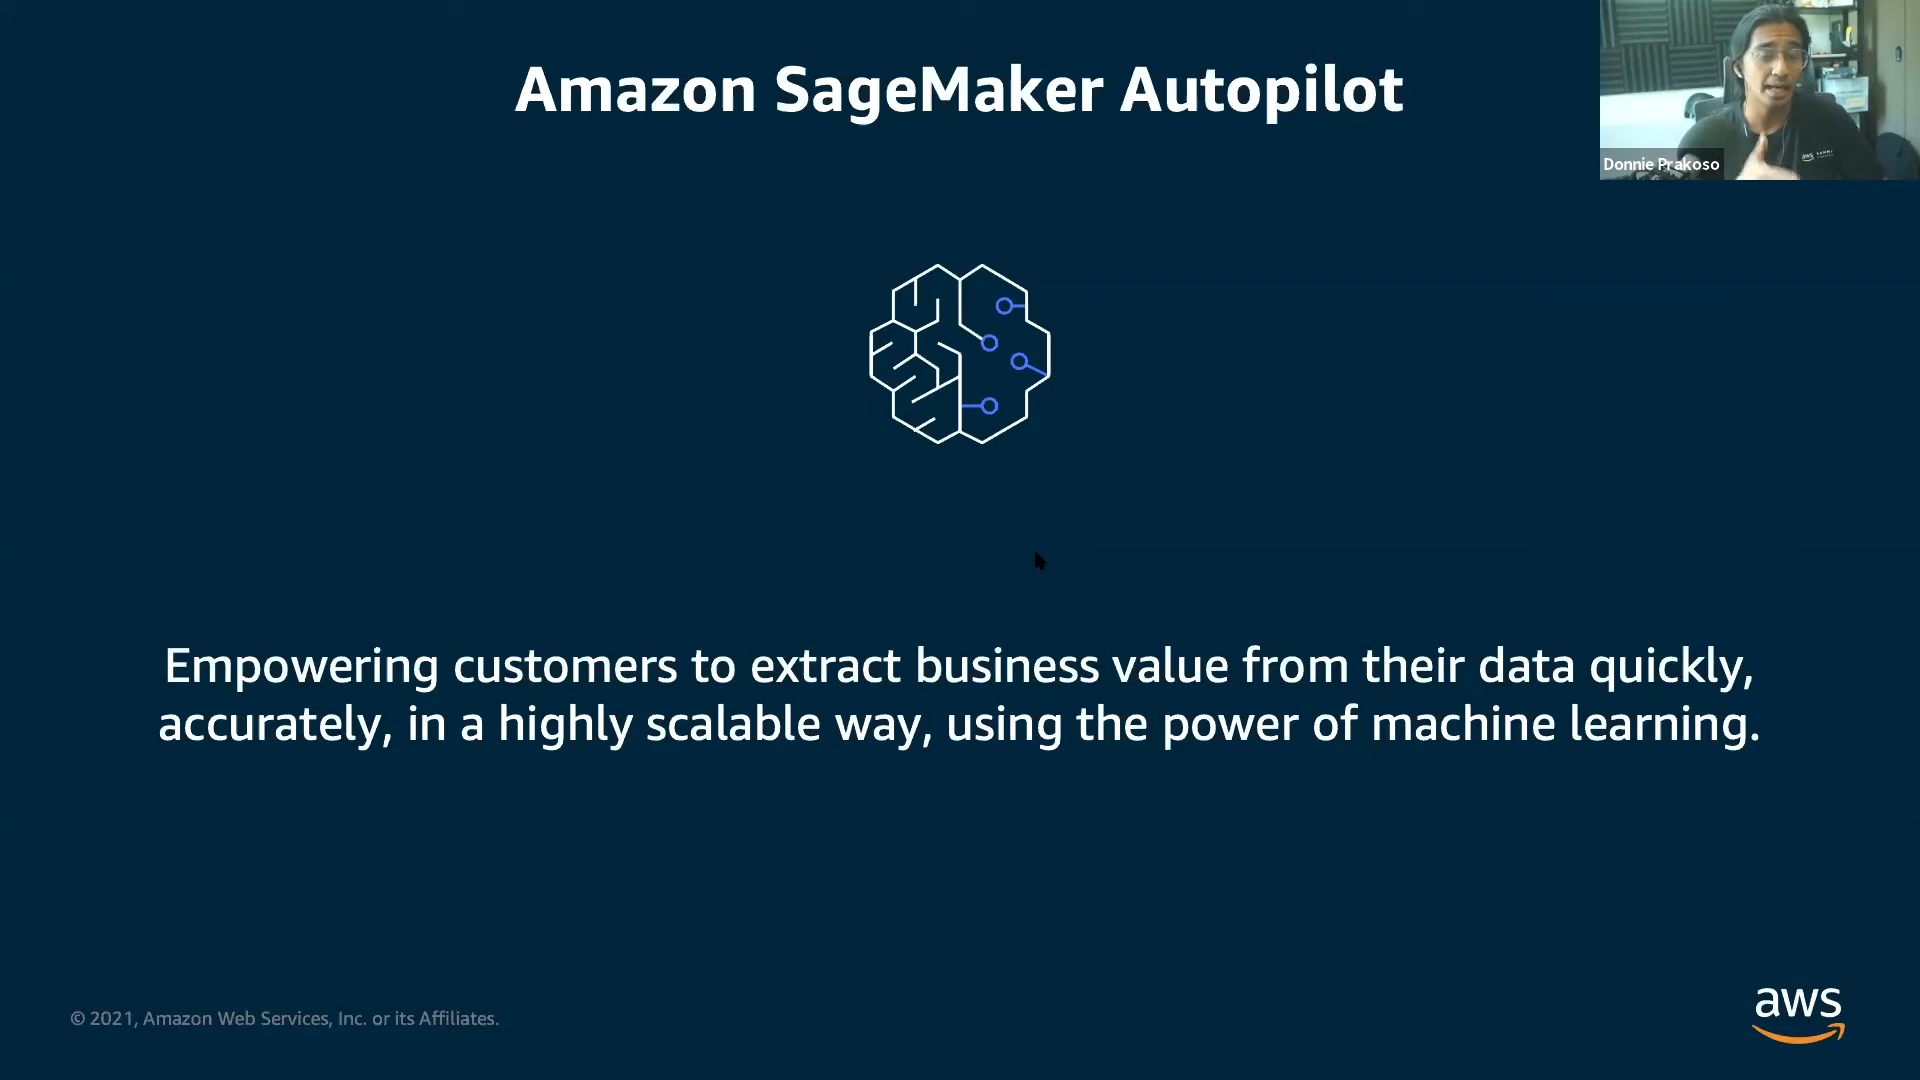 Amazon SageMaker Autopilot
Donnie Prakoso
Empowering customers to extract business value from their data quickly,
accurately, in a highly scalable way, using the power of machine learning.
© 2021, Amazon Web Services, Inc. or its Affiliates.
aws